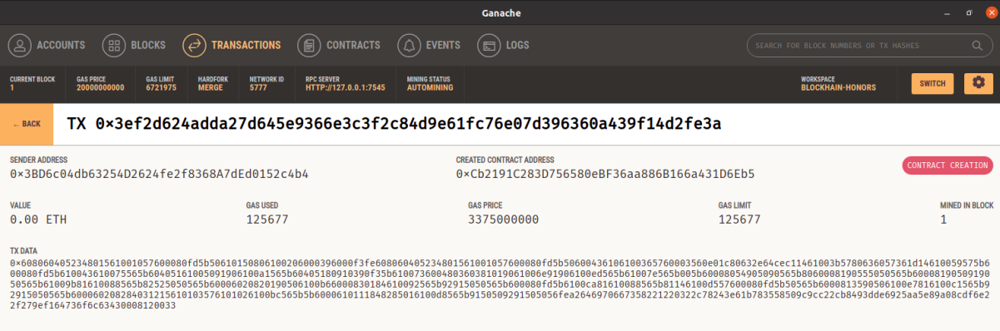 Ganache
ACCOUNTS BLOCKS TRANSACTIONS CONTRACTS EVENTS LOGS SEARCH FOR BLOCK NUMBERS OR TX HASHES
CURRENT BLOCK GAS PRICE GAS LIMIT HARDFORK NETWORK ID RPC SERVER MINING STATUS WORKSPACE
1 20000000000 6721975 MERGE 5777 HTTP://127.0.0.1:7545 AUTOMINING BLOCKHAIN-HONORS SWITCH
← BACK TX 0×3ef2d624adda27d645e9366e3c3f2c84d9e61fc76e07d396360a439f14d2fe3a
SENDER ADDRESS CREATED CONTRACT ADDRESS
0×3BD6c04db63254D2624fe2f8368A7dEd0152c4b4 0×Cb2191C283D756580eBF36aa886B166a431D6Eb5 CONTRACT CREATION
VALUE GAS USED GAS PRICE GAS LIMIT MINED IN BLOCK
0.00 ETH 125677 3375000000 125677 1
TX DATA
0×608060405234801561001057600080fd5b50610150806100206000396000f3fe608060405234801561001057600080fd5b50600436106100365760003560e01c80632e64cec11461003b5780636057361d14610059575b6
00080fd5b610043610075565b60405161005091906100a1565b60405180910390f35b610073600480360381019061006e91906100ed565b61007e565b005b60008054905090565b8060008190555050565b6000819050919
050565b61009b81610088565b82525050565b60006020820190506100b66000830184610092565b92915050565b600080fd5b6100ca81610088565b81146100d557600080fd5b50565b6000813590506100e7816100c1565b9
2915050565b600060208284031215610103576101026100bc565b5b6000610111848285016100d8565b9150509291505056fea2646970667358221220322c78243e61b783558509c9cc22cb8493dde6925aa5e89a08cdf6e2
2f279ef164736f6c63430008120033